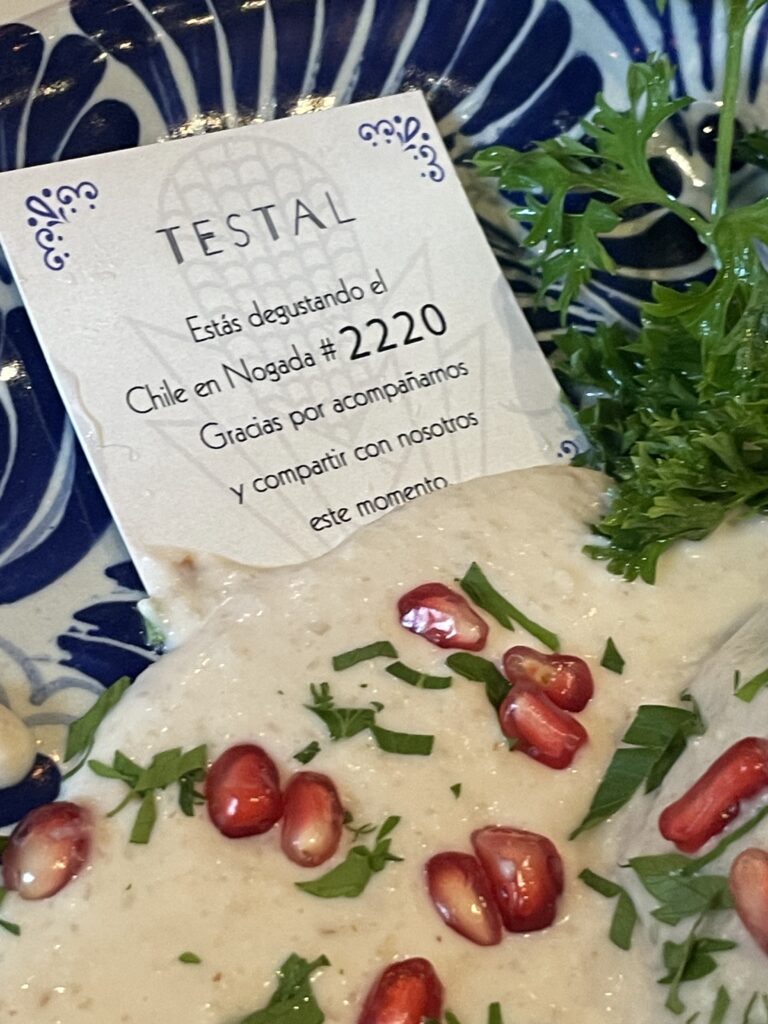 TESTAL
Estás degustando el
Chile en Nogada # 2220
Gracias por acompañarnos
y compartir con nosotros
este momento.